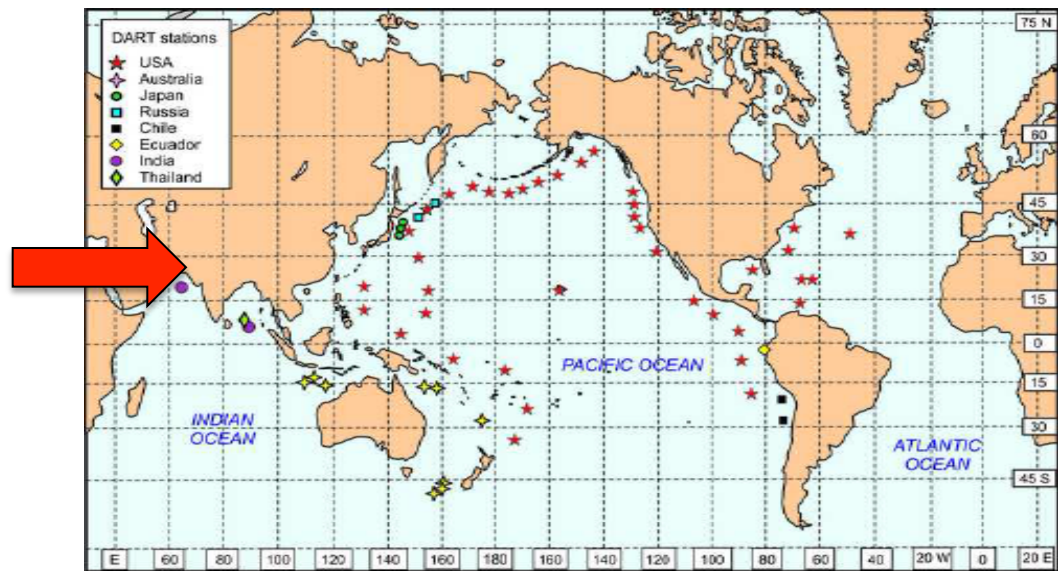 DART stations
USA
Australia
Japan
Russia
Chile
Ecuador
India
Thailand
75 N
60
45
30
15
0
15
30
45 S
PACIFIC OCEAN
INDIAN
OCEAN
ATLANTIC
OCEAN
E 60 80 100 120 140 160 180 160 140 120 100 80 60 40 20 W 0 20 E